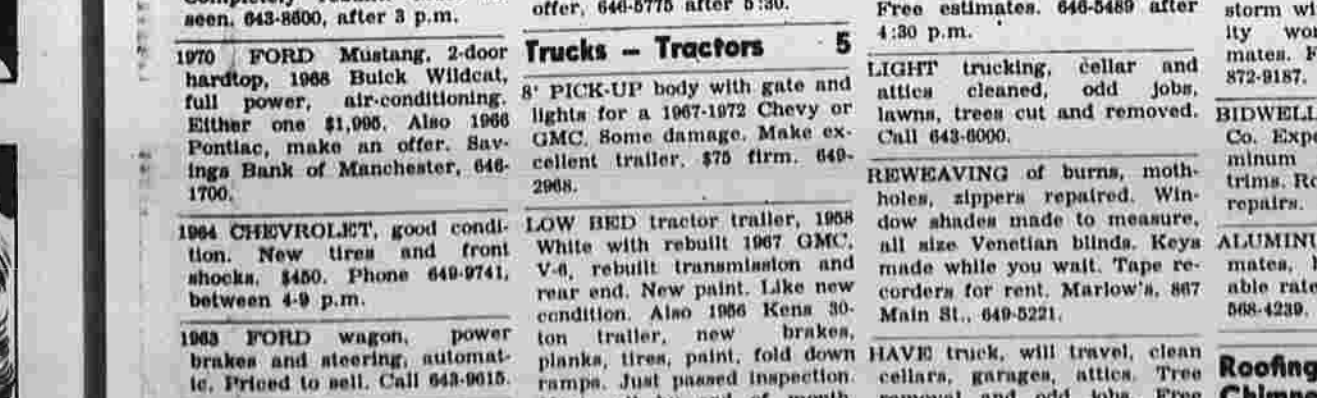 seen. 643-8600, after 3 p.m.
1970 FORD Mustang, 2-door
hardtop, 1968 Buick Wildcat,
full power, air-conditioning.
Either one $1,995. Also 1966
Pontiac, make an offer. Sav-
ings Bank of Manchester, 646-
1700.
1964 CHEVROLET, good condi-
tion. New tires and front
shocks. $450. Phone 649-9741,
between 4-9 p.m.
1963 FORD wagon, power
brakes and steering, automat-
ic. Priced to sell. Call 643-9615.
offer, 646-5775 after 5:30.
Trucks – Tractors 5
8' PICK-UP body with gate and
lights for a 1967-1972 Chevy or
GMC. Some damage. Make ex-
cellent trailer. $75 firm. 649-
2968.
LOW BED tractor trailer, 1958
White with rebuilt 1967 GMC,
V-6, rebuilt transmission and
rear end. New paint. Like new
condition. Also 1956 Kens 30-
ton trailer, new brakes,
planks, tires, paint, fold down
ramps. Just passed inspection.
Free estimates. 646-5489 after
4:30 p.m.
LIGHT trucking, cellar and
attics cleaned, odd jobs,
lawns, trees cut and removed.
Call 643-6000.
REWEAVING of burns, moth-
holes, zippers repaired. Win-
dow shades made to measure,
all size Venetian blinds. Keys
made while you wait. Tape re-
corders for rent. Marlow's, 867
Main St., 649-5221.
HAVE truck, will travel, clean
cellars, garages, attics. Tree
removal and odd jobs. Free
storm
ity
mates.
872-9187.
BIDWELL
Co.
minum
trims.
repairs.
mates,
able
568-4239.
Roofing